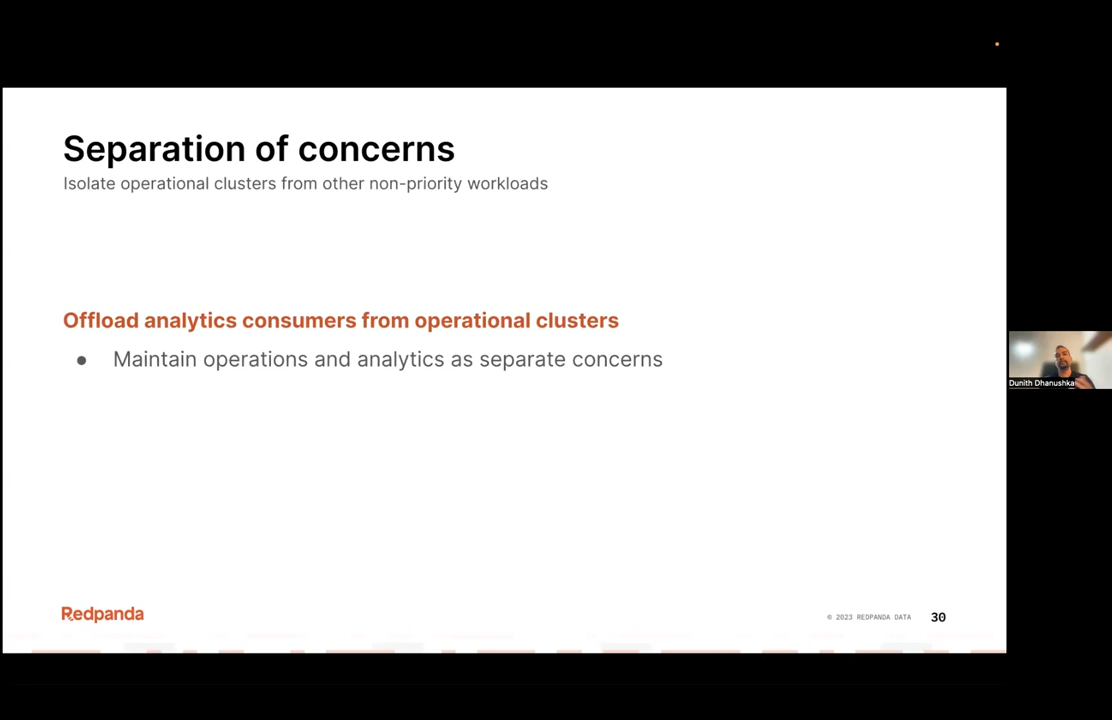 Separation of concerns
Isolate operational clusters from other non-priority workloads
Offload analytics consumers from operational clusters
● Maintain operations and analytics as separate concerns
Dunith Dhanushka
Redpanda
© 2023 REDPANDA DATA 30